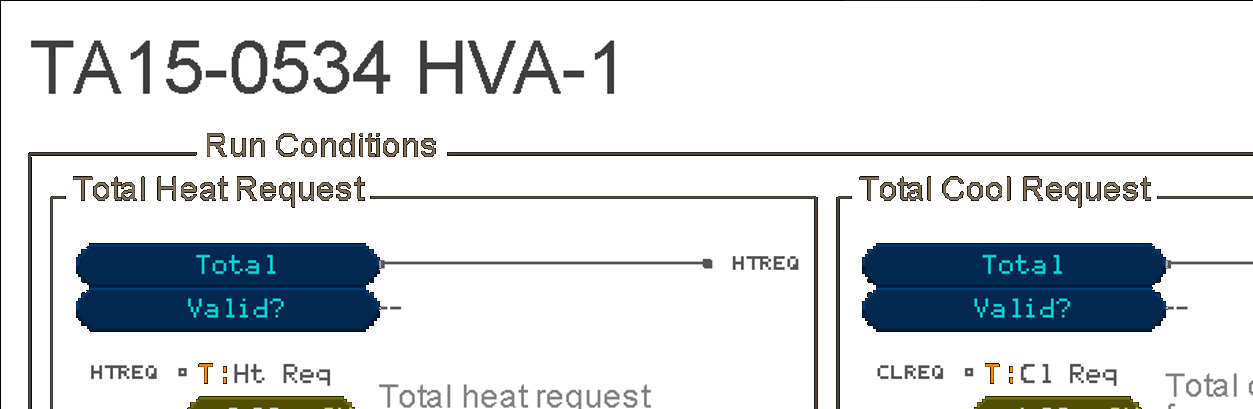 TA15-0534 HVA-1
Run Conditions
Total Heat Request
Total Cool Request
Total
HTREQ
Total
Valid?
Valid?
HTREQ T:Ht Req
CLREQ T:Cl Req
Total heat request
Total